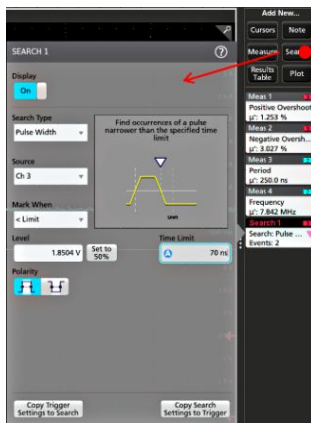 Add New...
Cursors Note
Measure
Results Table Plot
SEARCH 1
Display
On
Search Type
Pulse Width
Find occurrences of a pulse narrower than the specified time limit
Source
Ch 3
Mark When
< Limit
Level
1.8504 V
Set to 50%
Time Limit
70 ns
Polarity
Copy Trigger Settings to Search
Copy Search Settings to Trigger
Meas 1
Positive Overshoot
µ': 1.253 %
Meas 2
Negative Oversh...
µ': 3.027 %
Meas 3
Period
µ': 250.0 ns
Meas 4
Frequency
µ': 7.842 MHz
Search 1
Search: Pulse ...
Events: 2